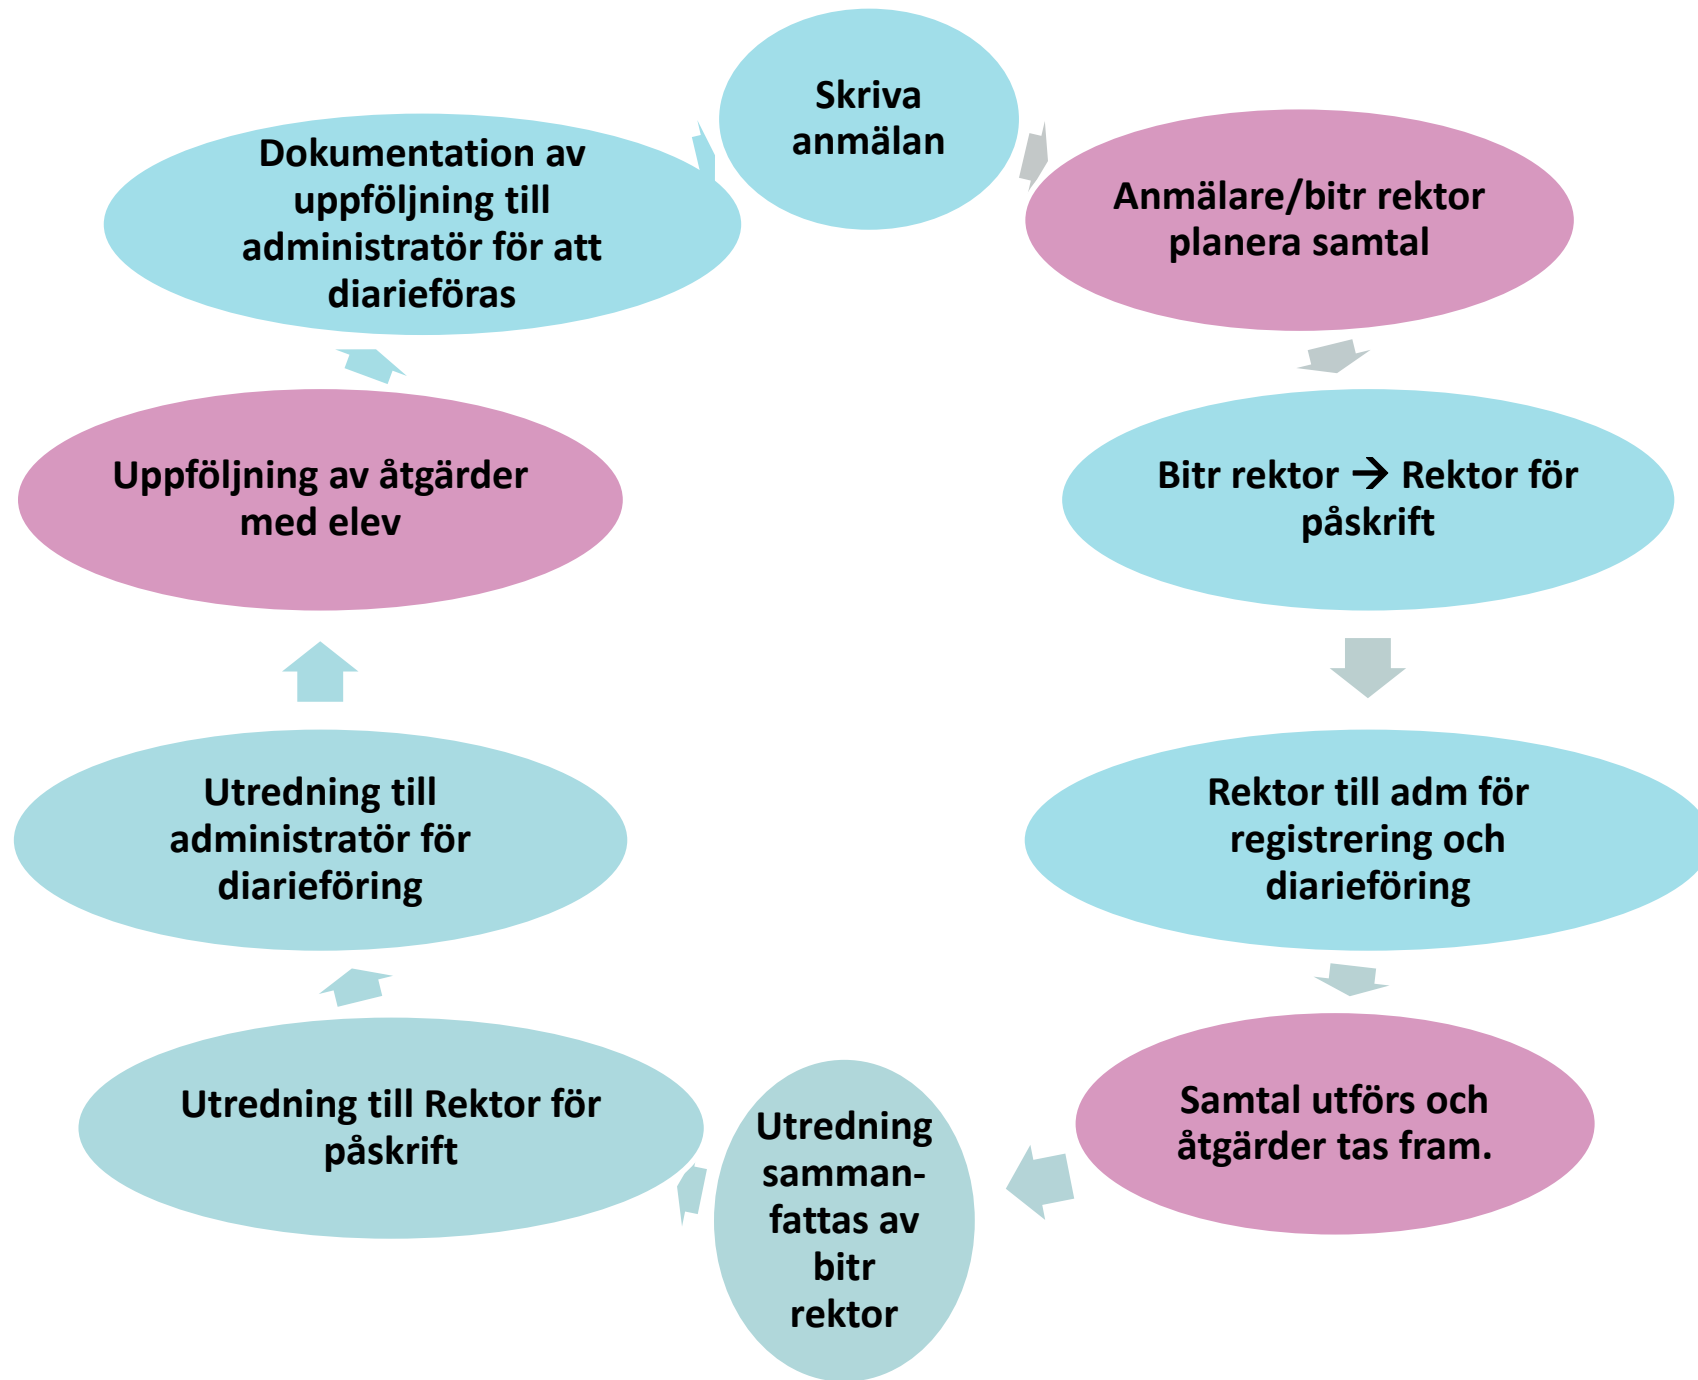 Skriva
anmälan
Anmälare/bitr rektor
planera samtal
Bitr rektor → Rektor för
påskrift
Rektor till adm för
registrering och
diarieföring
Samtal utförs och
åtgärder tas fram.
Utredning
samman-
fattas av
bitr
rektor
Utredning till Rektor för
påskrift
Utredning till
administratör för
diarieföring
Uppföljning av åtgärder
med elev
Dokumentation av
uppföljning till
administratör för att
diarieföras